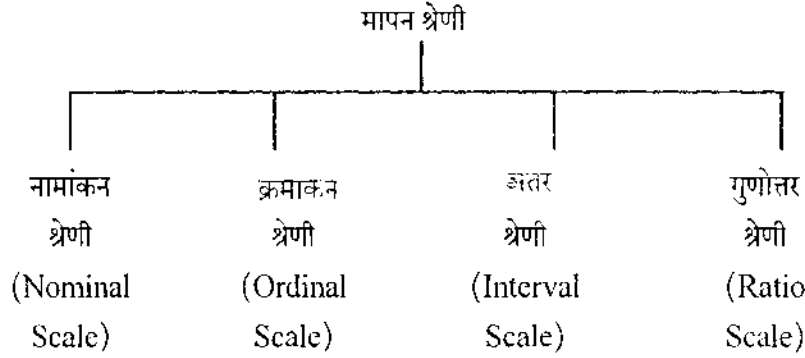 मापन श्रेणी
नामांकन क्रमाकन अंतर गुणोत्तर
श्रेणी श्रेणी श्रेणी श्रेणी
(Nominal (Ordinal (Interval (Ratio
Scale) Scale) Scale) Scale)